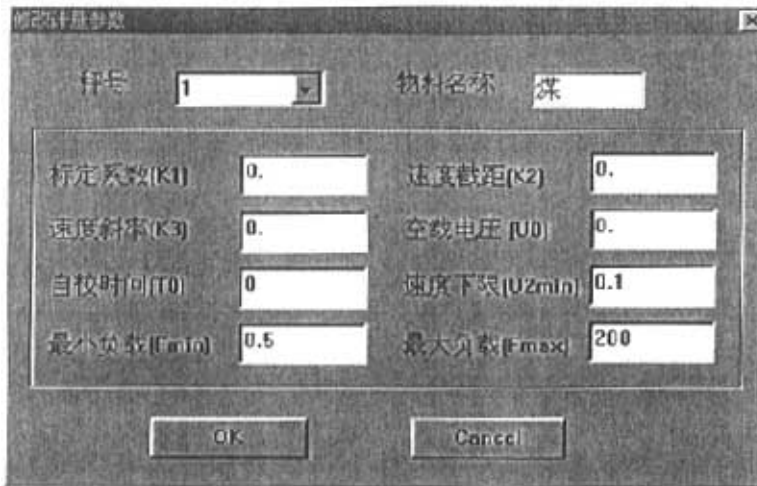 修改计量参数
秤号 1 物料名称 煤
标定系数(K1) 0. 速度截距(K2) 0.
速度斜率(K3) 0. 空载电压(U0) 0.
自校时间(T0) 0 速度下限(U2min) 0.1
最小负载(Fmin) 0.5 最大负载(Fmax) 200
OK Cancel